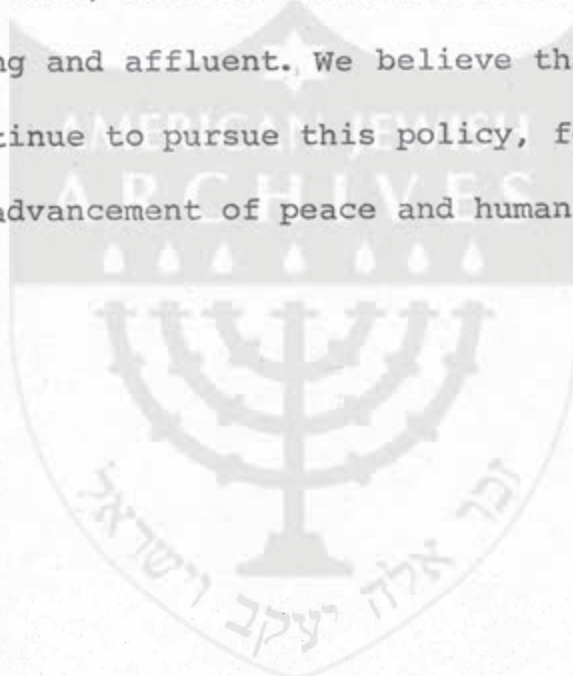 ng and affluent. We believe th
tinue to pursue this policy, f
advancement of peace and human
AMERICAN JEWISH
ARCHIVES
זכר אלה יעקב וישראל